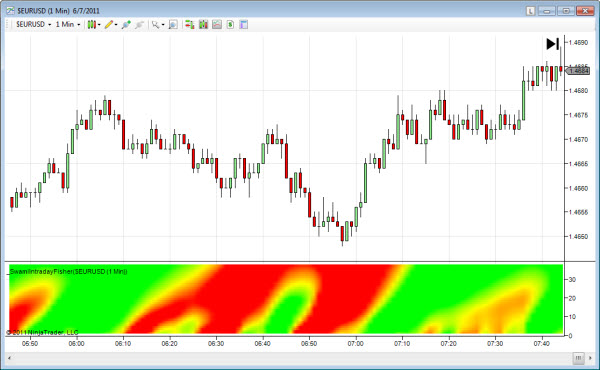 $EURUSD (1 Min)  6/7/2011
L
$EURUSD 1 Min
1.4690
1.4685
1.4684
1.4680
1.4675
1.4670
1.4665
1.4660
1.4655
1.4650
SwamiIntradayFisher($EURUSD (1 Min))
30
20
10
0
© 2011 NinjaTrader, LLC
05:50 06:00 06:10 06:20 06:30 06:40 06:50 07:00 07:10 07:20 07:30 07:40